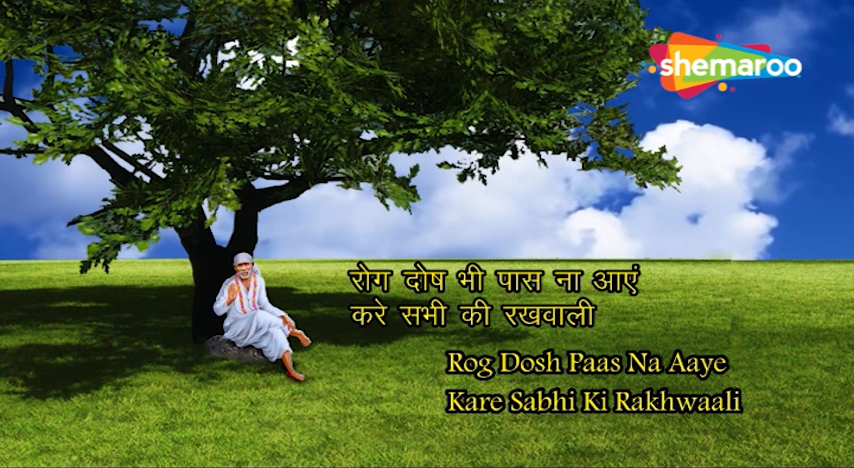 shemaroo
रोग दोष भी पास ना आएं
करे सभी की रखवाली
Rog Dosh Paas Na Aaye
Kare Sabhi Ki Rakhwaali